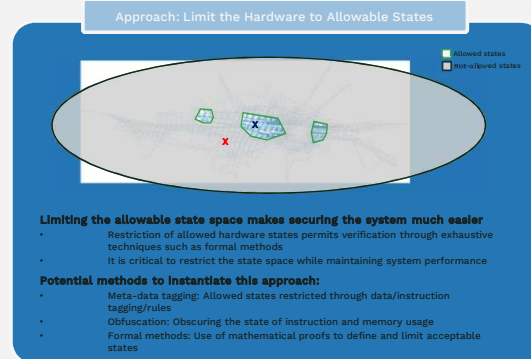 Approach: Limit the Hardware to Allowable States
Allowed states
Not-allowed states
X
X
Limiting the allowable state space makes securing the system much easier
• Restriction of allowed hardware states permits verification through exhaustive
techniques such as formal methods
• It is critical to restrict the state space while maintaining system performance
Potential methods to instantiate this approach:
• Meta-data tagging: Allowed states restricted through data/instruction
tagging/rules
• Obfuscation: Obscuring the state of instruction and memory usage
• Formal methods: Use of mathematical proofs to define and limit acceptable
states